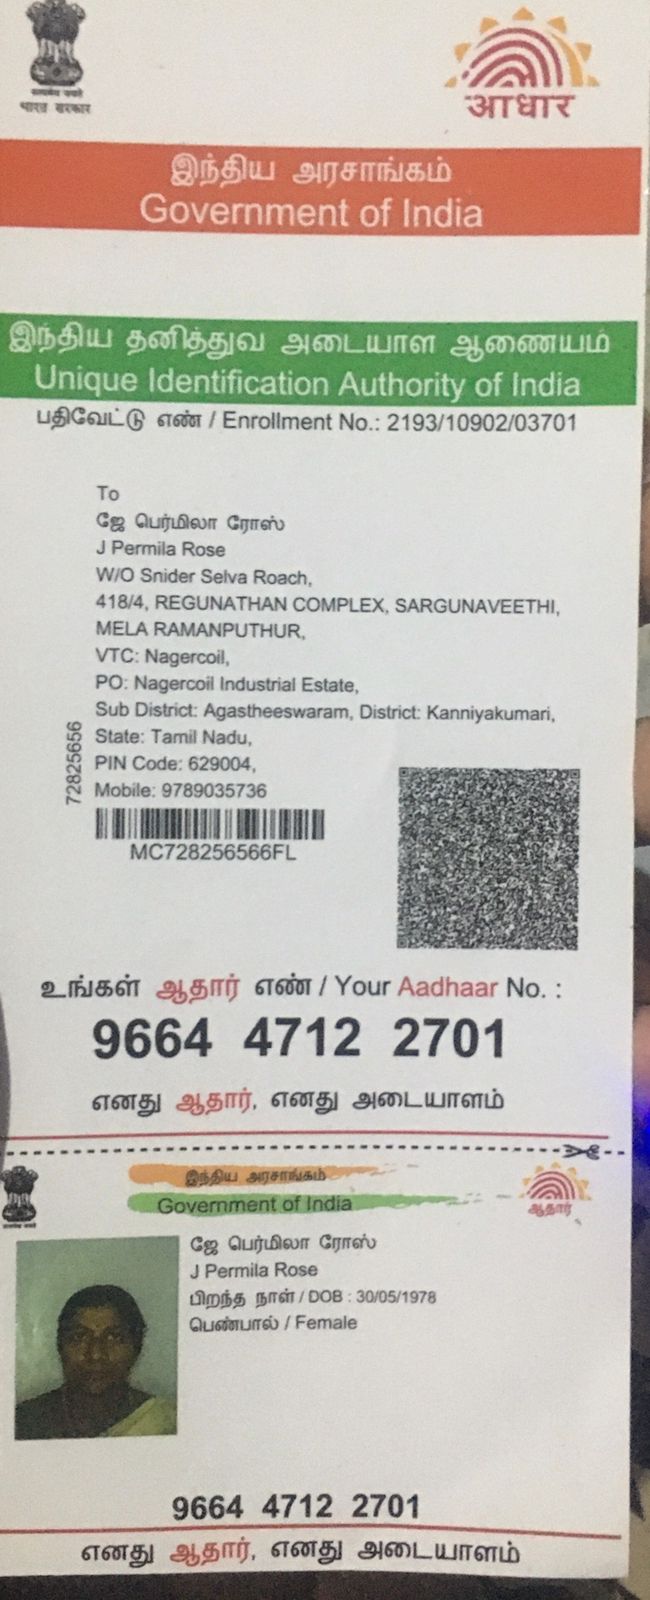 भारत सरकार
आधार
இந்திய அரசாங்கம்
Government of India
இந்திய தனித்துவ அடையாள ஆணையம்
Unique Identification Authority of India
பதிவேட்டு எண் / Enrollment No.: 2193/10902/03701
To
ஜே பெர்மிலா ரோஸ்
J Permila Rose
W/O Snider Selva Roach,
418/4, REGUNATHAN COMPLEX, SARGUNAVEETHI,
MELA RAMANPUTHUR,
VTC: Nagercoil,
PO: Nagercoil Industrial Estate,
Sub District: Agastheeswaram, District: Kanniyakumari,
State: Tamil Nadu,
PIN Code: 629004,
Mobile: 9789035736
72825656
MC728256566FL
உங்கள் ஆதார் எண் / Your Aadhaar No. :
9664 4712 2701
எனது ஆதார், எனது அடையாளம்
இந்திய அரசாங்கம்
Government of India
ஆதார்
ஜே பெர்மிலா ரோஸ்
J Permila Rose
பிறந்த நாள் / DOB : 30/05/1978
பெண்பால் / Female
9664 4712 2701
எனது ஆதார், எனது அடையாளம்